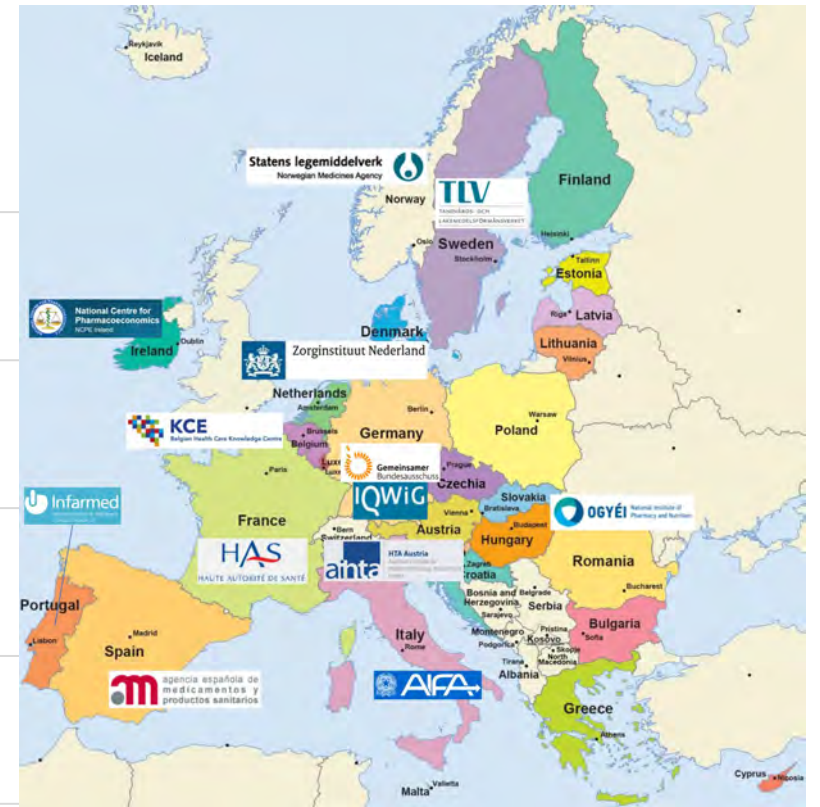 Reykjavik
Iceland
Statens legemiddelverk
Norwegian Medicines Agency
Norway
TLV
TANDVÅRDS- OCH
LÄKEMEDELSFÖRMÅNSVERKET
Finland
Helsinki
Oslo
Sweden
Stockholm
Tallinn
Estonia
National Centre for
Pharmacoeconomics
NCPE Ireland
Dublin
Ireland
Riga
Latvia
Denmark
Lithuania
Vilnius
Zorginstituut Nederland
Netherlands
Amsterdam
Berlin
Warsaw
Poland
KCE
Belgian Health Care Knowledge Centre
Brussels
Belgium
Germany
Luxe
Paris
Gemeinsamer
Bundesausschuss
Prague
Czechia
IQWiG
Infarmed
Slovakia
Bratislava
Vienna
OGYÉI
National Institute of
Pharmacy and Nutrition
France
Bern
Switzerland
Austria
Budapest
Hungary
HAS
HAUTE AUTORITÉ DE SANTÉ
aihta
HTA Austria
Zagreb
Croatia
Romania
Bucharest
Bosnia and
Herzegovina
Belgrade
Serbia
Sarajevo
Portugal
Lisbon
Madrid
Spain
Italy
Rome
Montenegro
Podgorica
Pristina
Kosovo
Bulgaria
Sofia
Skopje
North
Macedonia
Tirana
Albania
agencia española de
medicamentos y
productos sanitarios
AIFA
Greece
Athens
Malta
Valletta
Cyprus
Nicosia